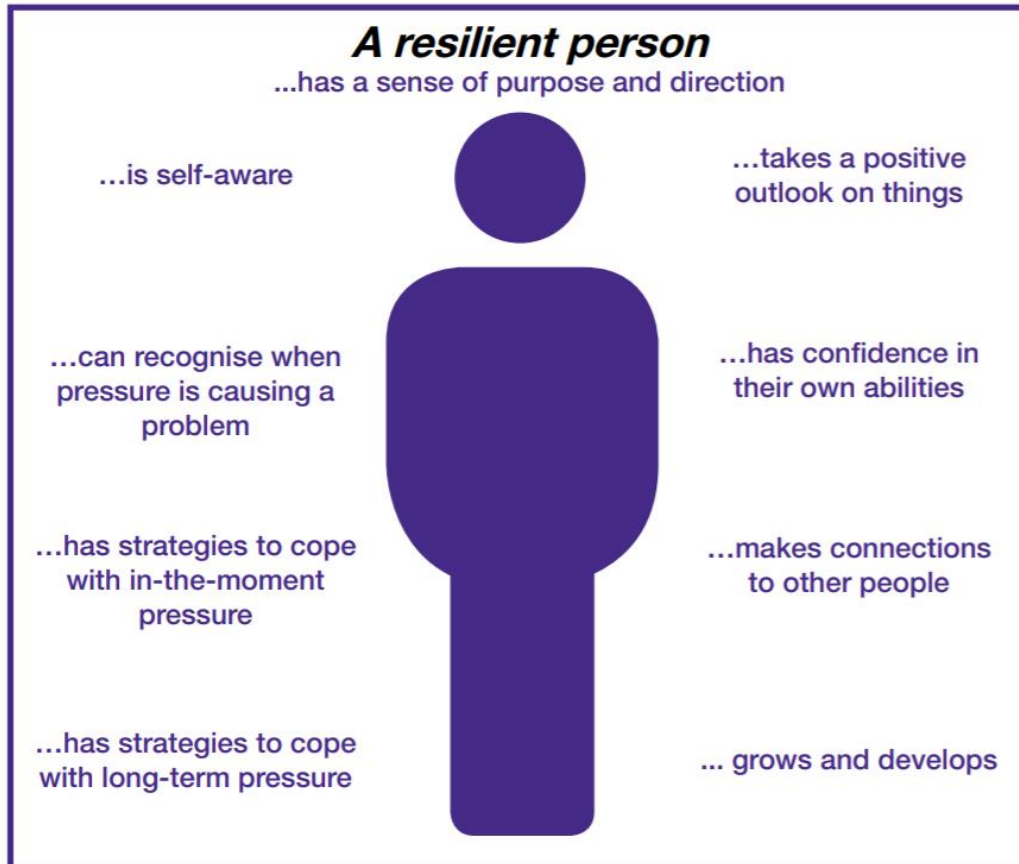 A resilient person
...has a sense of purpose and direction
…is self-aware
…takes a positive
outlook on things
…can recognise when
pressure is causing a
problem
…has confidence in
their own abilities
…has strategies to cope
with in-the-moment
pressure
…makes connections
to other people
…has strategies to cope
with long-term pressure
... grows and develops